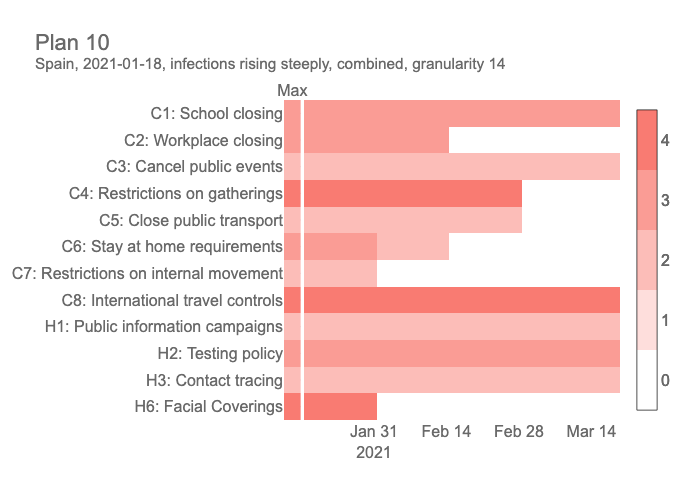 Plan 10
Spain, 2021-01-18, infections rising steeply, combined, granularity 14
Max
C1: School closing
C2: Workplace closing
C3: Cancel public events
C4: Restrictions on gatherings
C5: Close public transport
C6: Stay at home requirements
C7: Restrictions on internal movement
C8: International travel controls
H1: Public information campaigns
H2: Testing policy
H3: Contact tracing
H6: Facial Coverings
4
3
2
1
0
Jan 31 Feb 14 Feb 28 Mar 14
2021